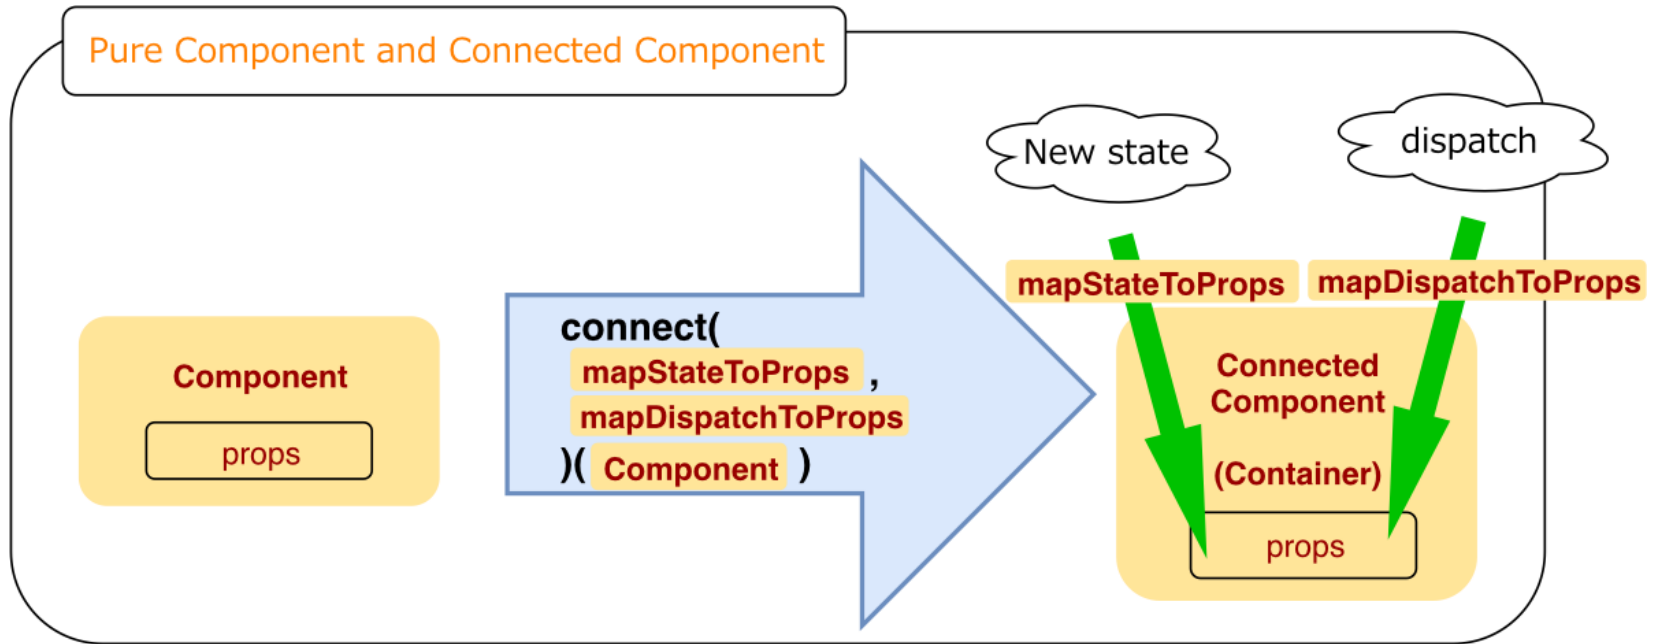 Pure Component and Connected Component
New state
dispatch
mapStateToProps
mapDispatchToProps
Component
props
connect(
mapStateToProps ,
mapDispatchToProps
)( Component )
Connected
Component
(Container)
props